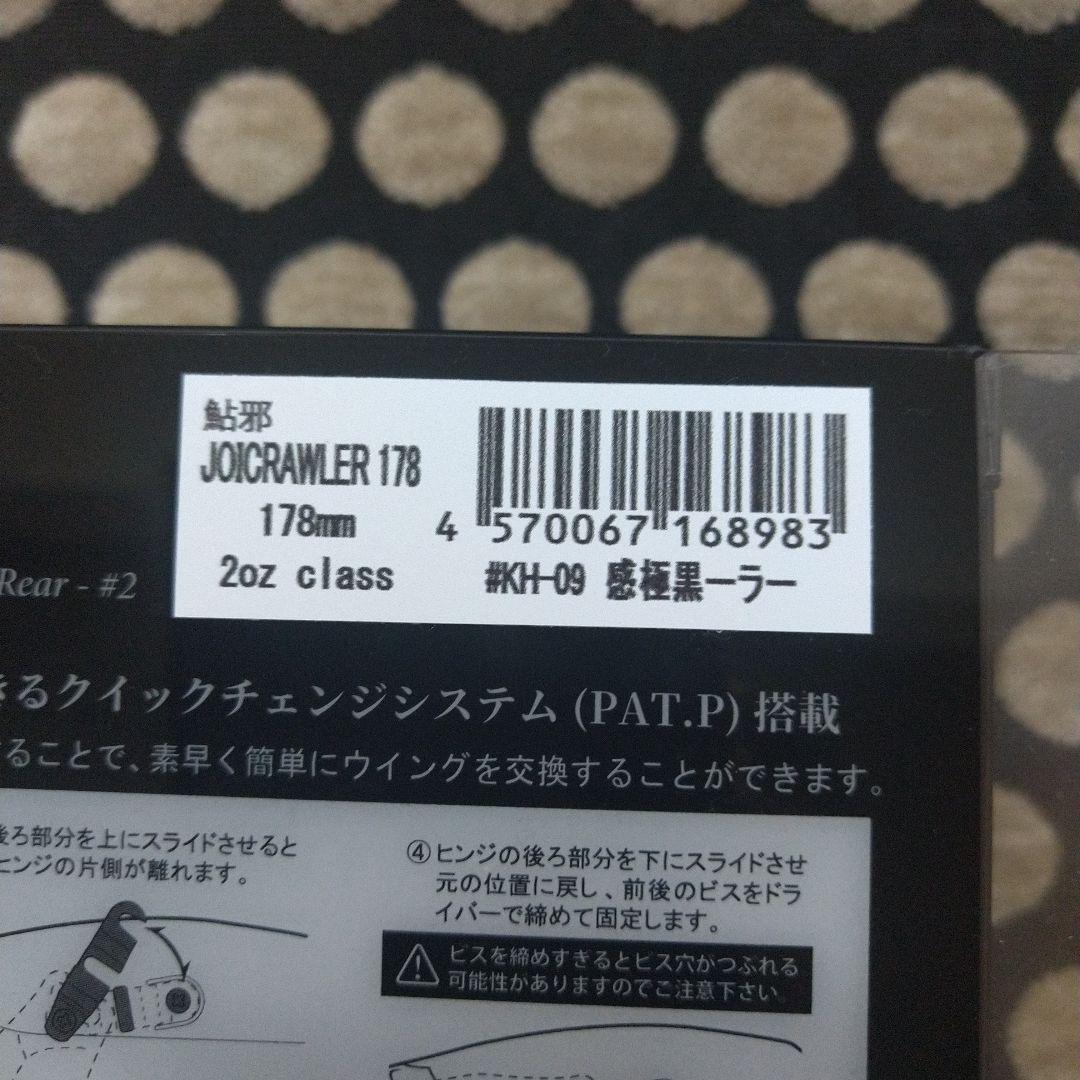 鮎邪
JOICRAWLER 178
178mm
2oz class
4 570067 168983
#KH-09 感極黒ーラー
Rear - #2
きるクイックチェンジシステム (PAT.P) 搭載
ることで、素早く簡単にウイングを交換することができます。
後ろ部分を上にスライドさせると
ヒンジの片側が離れます。
④ヒンジの後ろ部分を下にスライドさせ
元の位置に戻し、前後のビスをドラ
イバーで締めて固定します。
ビスを締めすぎるとビス穴がつぶれる
可能性がありますのでご注意下さい。